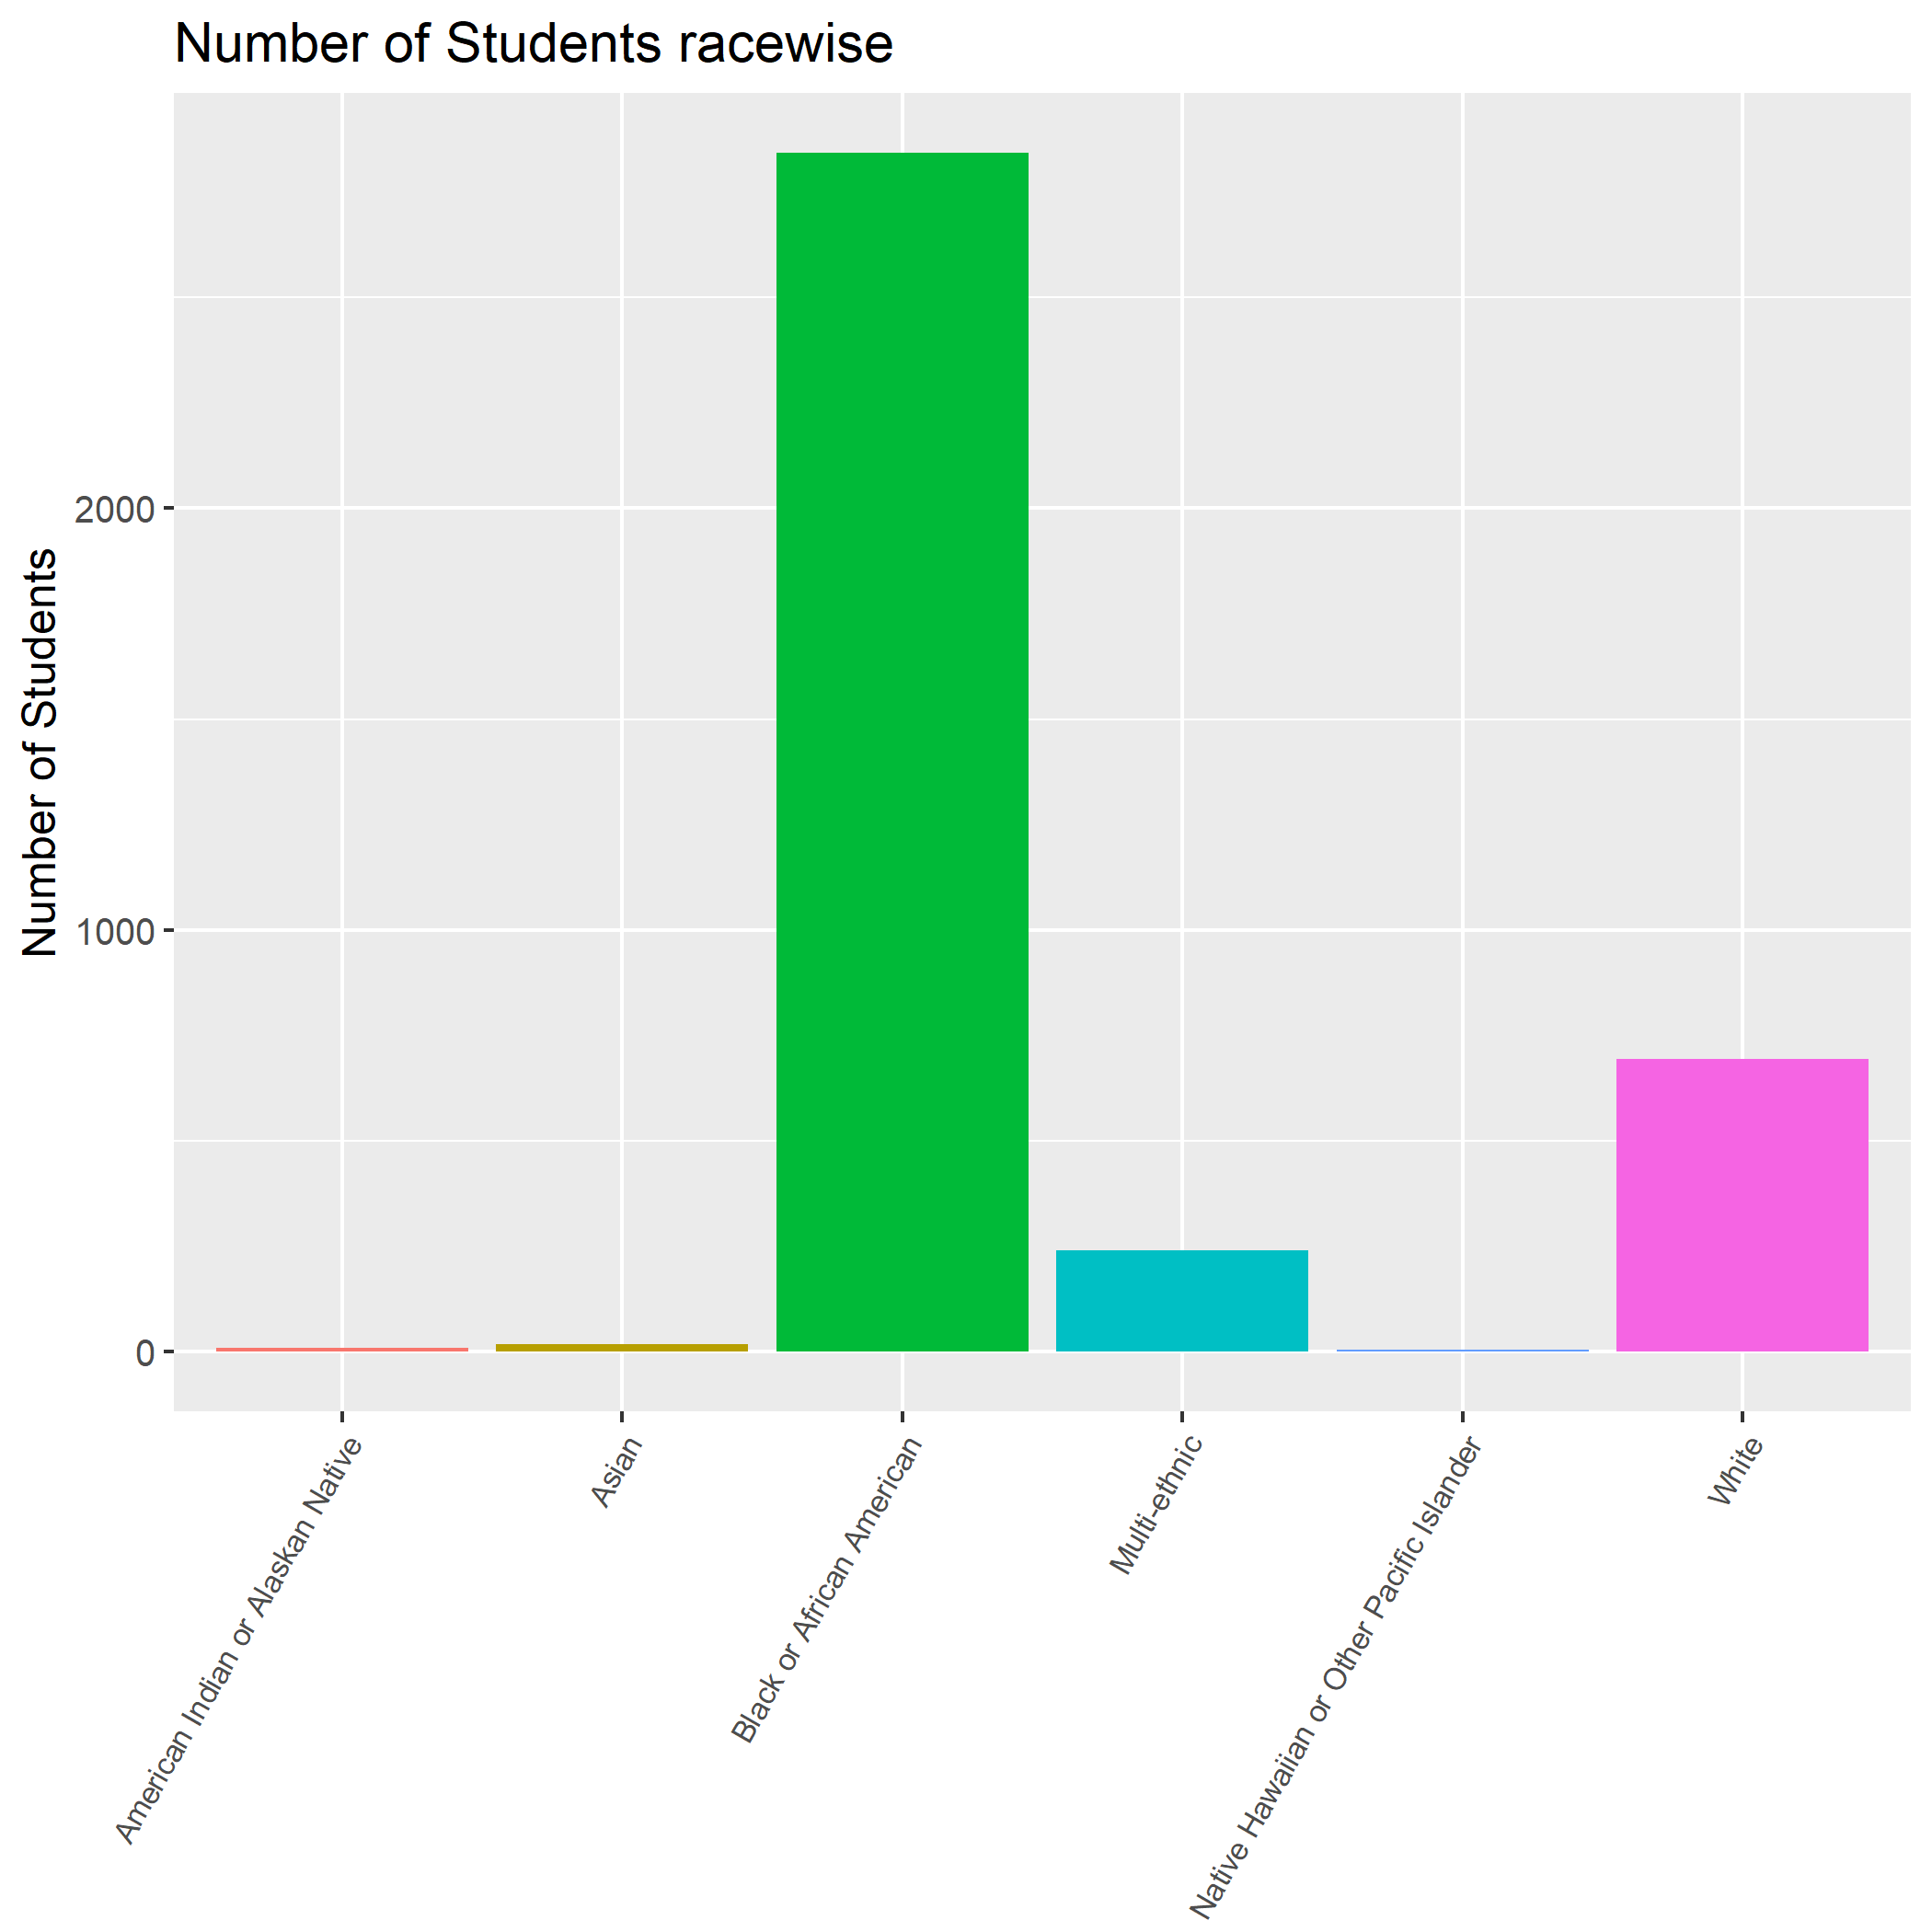 Number of Students racewise
Number of Students
2000
1000
0
American Indian or Alaskan Native
Asian
Black or African American
Multi-ethnic
Native Hawaiian or Other Pacific Islander
White